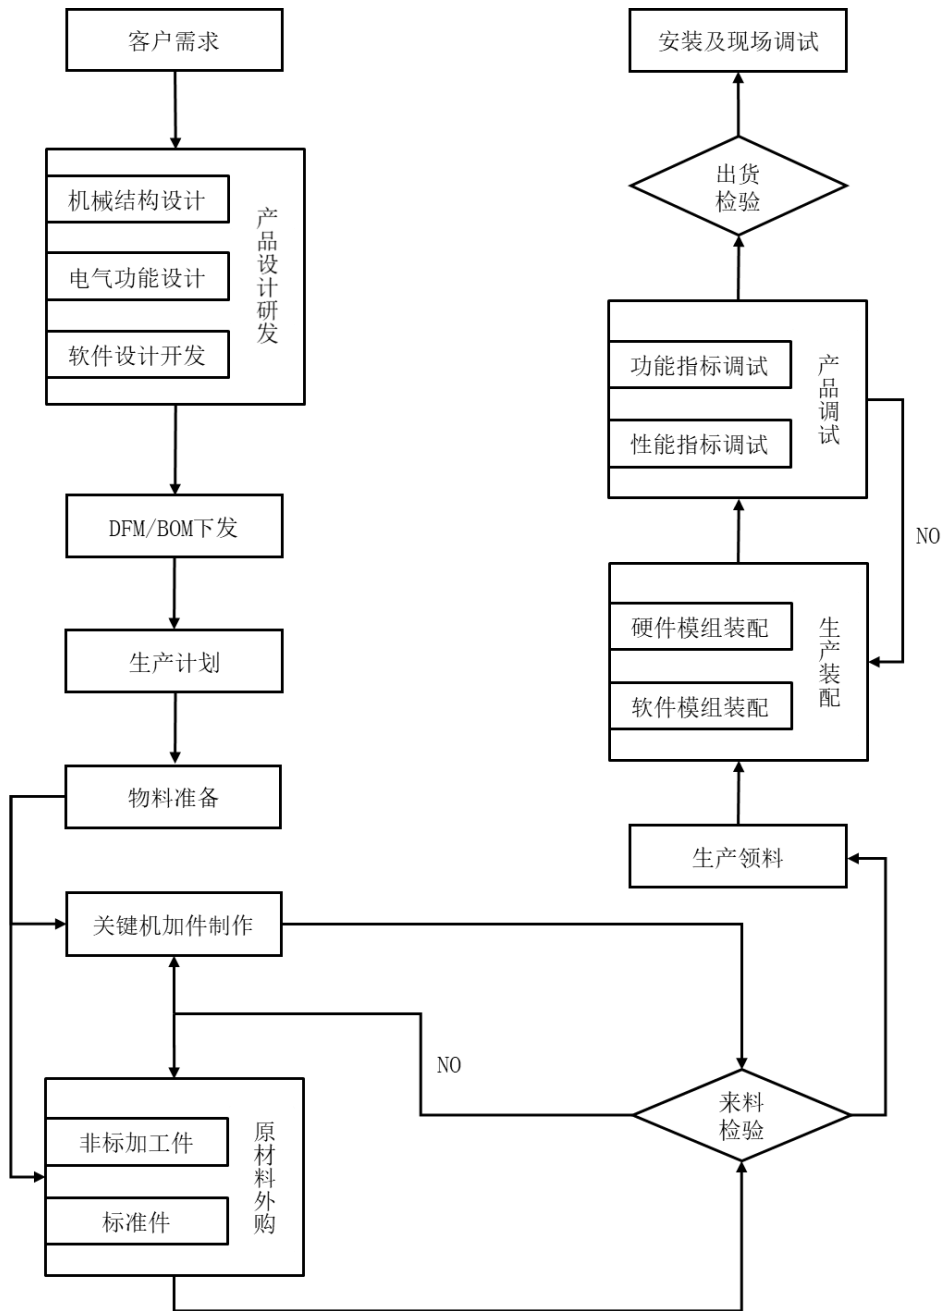 客户需求
机械结构设计
电气功能设计
软件设计开发
产品设计研发
DFM/BOM下发
生产计划
物料准备
关键机加件制作
非标加工件
标准件
原材料外购
NO
来料
检验
生产领料
硬件模组装配
软件模组装配
生产装配
NO
功能指标调试
性能指标调试
产品调试
出货
检验
安装及现场调试